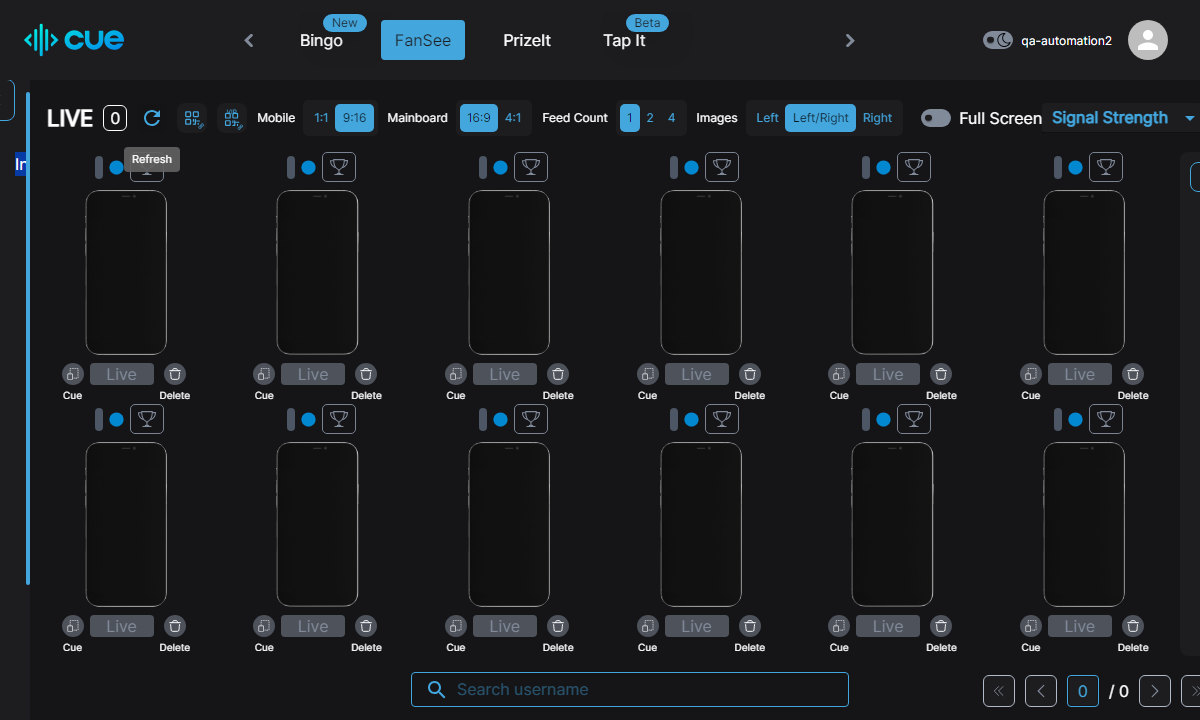 cue
Bingo New FanSee PrizeIt Tap It Beta
qa-automation2
LIVE 0 Mobile 1:1 9:16 Mainboard 16:9 4:1 Feed Count 1 2 4 Images Left Left/Right Right Full Screen Signal Strength
Refresh
In
Live Live Live Live Live Live
Cue Delete Cue Delete Cue Delete Cue Delete Cue Delete Cue Delete
Live Live Live Live Live Live
Cue Delete Cue Delete Cue Delete Cue Delete Cue Delete Cue Delete
Search username
0 / 0